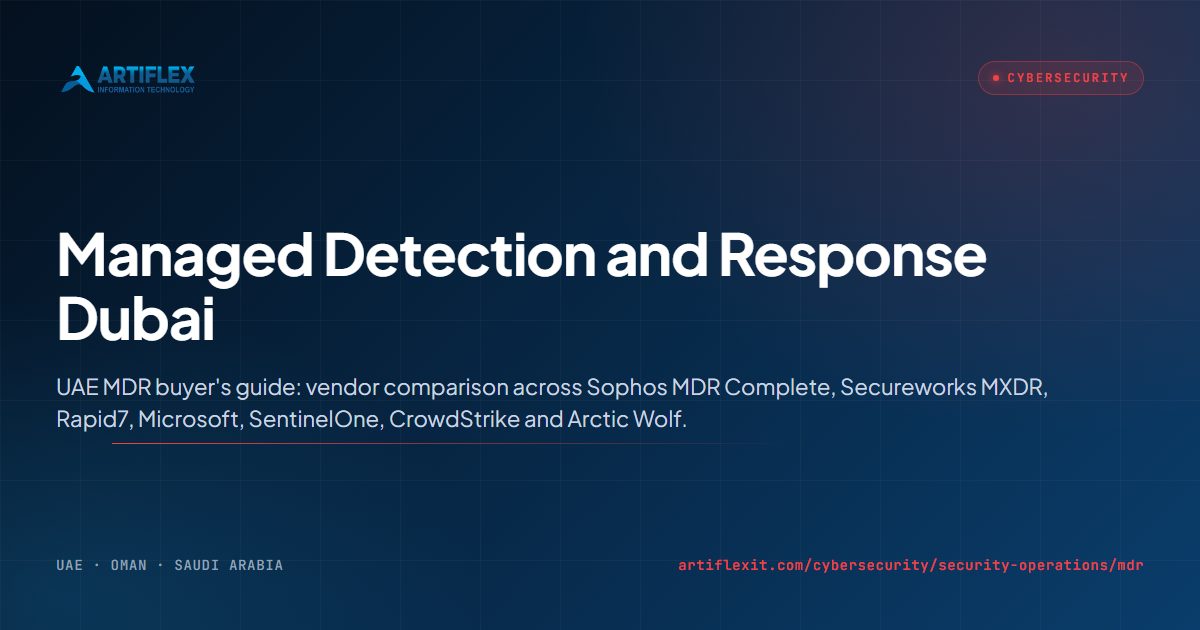 ARTIFLEX
INFORMATION TECHNOLOGY
CYBERSECURITY
Managed Detection and Response
Dubai
UAE MDR buyer's guide: vendor comparison across Sophos MDR Complete, Secureworks MXDR,
Rapid7, Microsoft, SentinelOne, CrowdStrike and Arctic Wolf.
UAE · OMAN · SAUDI ARABIA
artiflexit.com/cybersecurity/security-operations/mdr